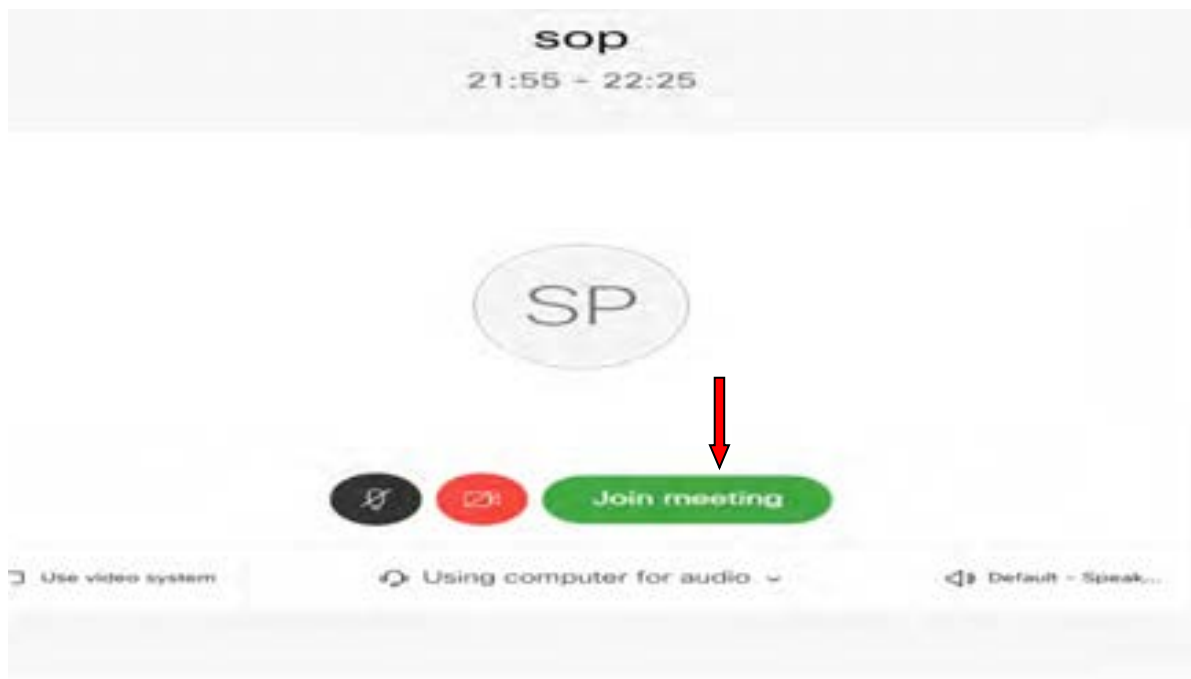 sop
21:55 - 22:25
SP
Join meeting
Use video system
Using computer for audio
Default - Speak...